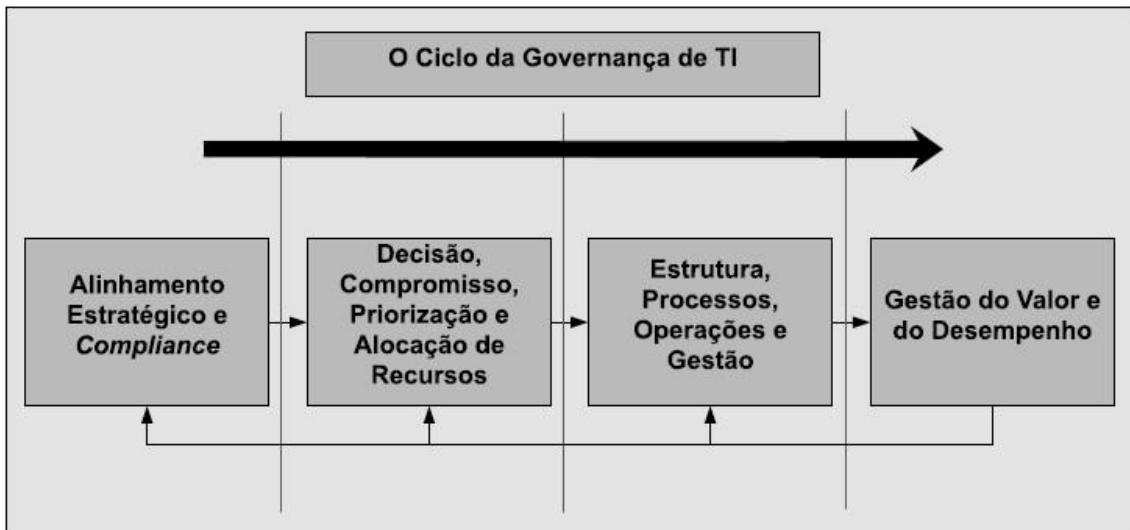 O Ciclo da Governança de TI
Alinhamento
Estratégico e
Compliance
Decisão,
Compromisso,
Priorização e
Alocação de
Recursos
Estrutura,
Processos,
Operações e
Gestão
Gestão do Valor e
do Desempenho